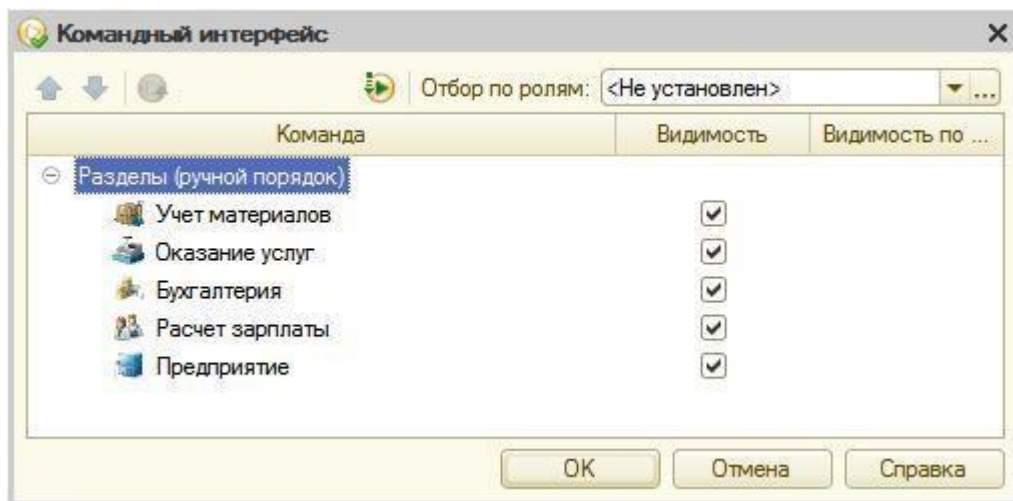 Командный интерфейс
Отбор по ролям: <Не установлен> ...
Команда Видимость Видимость по ...
Разделы (ручной порядок)
Учет материалов
Оказание услуг
Бухгалтерия
Расчет зарплаты
Предприятие
OK Отмена Справка